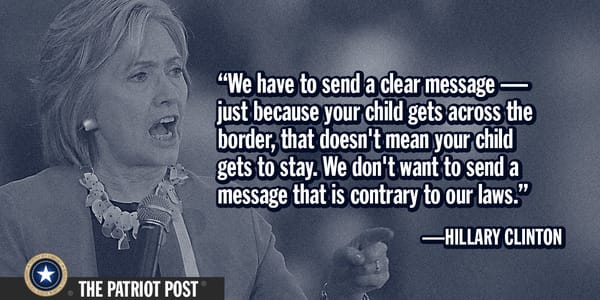 “We have to send a clear message —
just because your child gets across the
border, that doesn't mean your child
gets to stay. We don't want to send a
message that is contrary to our laws.”
—HILLARY CLINTON
THE PATRIOT POST